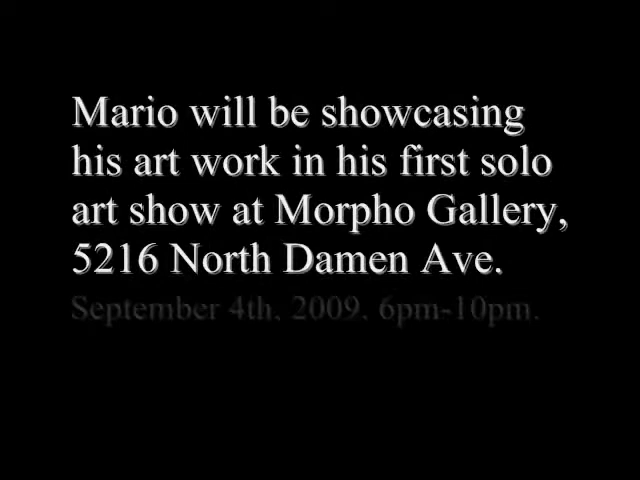 Mario will be showcasing
his art work in his first solo
art show at Morpho Gallery,
5216 North Damen Ave.
September 4th, 2009, 6pm-10pm.